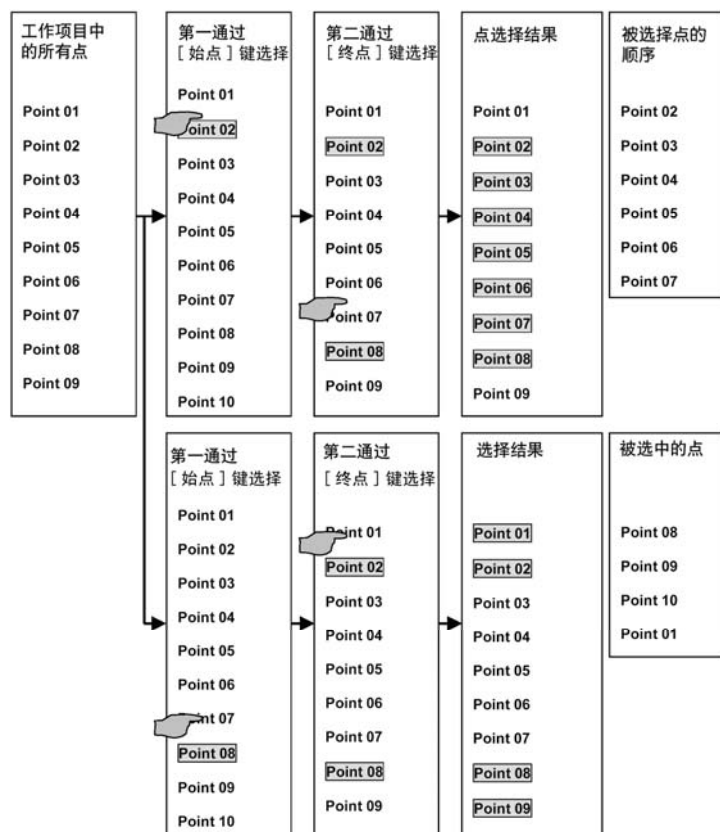 工作项目中
的所有点
Point 01
Point 02
Point 03
Point 04
Point 05
Point 06
Point 07
Point 08
Point 09
第一通过
[ 始点 ] 键选择
Point 01
Point 02
Point 03
Point 04
Point 05
Point 06
Point 07
Point 08
Point 09
Point 10
第二通过
[ 终点 ] 键选择
Point 01
Point 02
Point 03
Point 04
Point 05
Point 06
Point 07
Point 08
Point 09
点选择结果
Point 01
Point 02
Point 03
Point 04
Point 05
Point 06
Point 07
Point 08
Point 09
被选择点的
顺序
Point 02
Point 03
Point 04
Point 05
Point 06
Point 07
第一通过
[ 始点 ] 键选择
Point 01
Point 02
Point 03
Point 04
Point 05
Point 06
Point 07
Point 08
Point 09
Point 10
第二通过
[ 终点 ] 键选择
Point 01
Point 02
Point 03
Point 04
Point 05
Point 06
Point 07
Point 08
Point 09
选择结果
Point 01
Point 02
Point 03
Point 04
Point 05
Point 06
Point 07
Point 08
Point 09
被选中的点
Point 08
Point 09
Point 10
Point 01